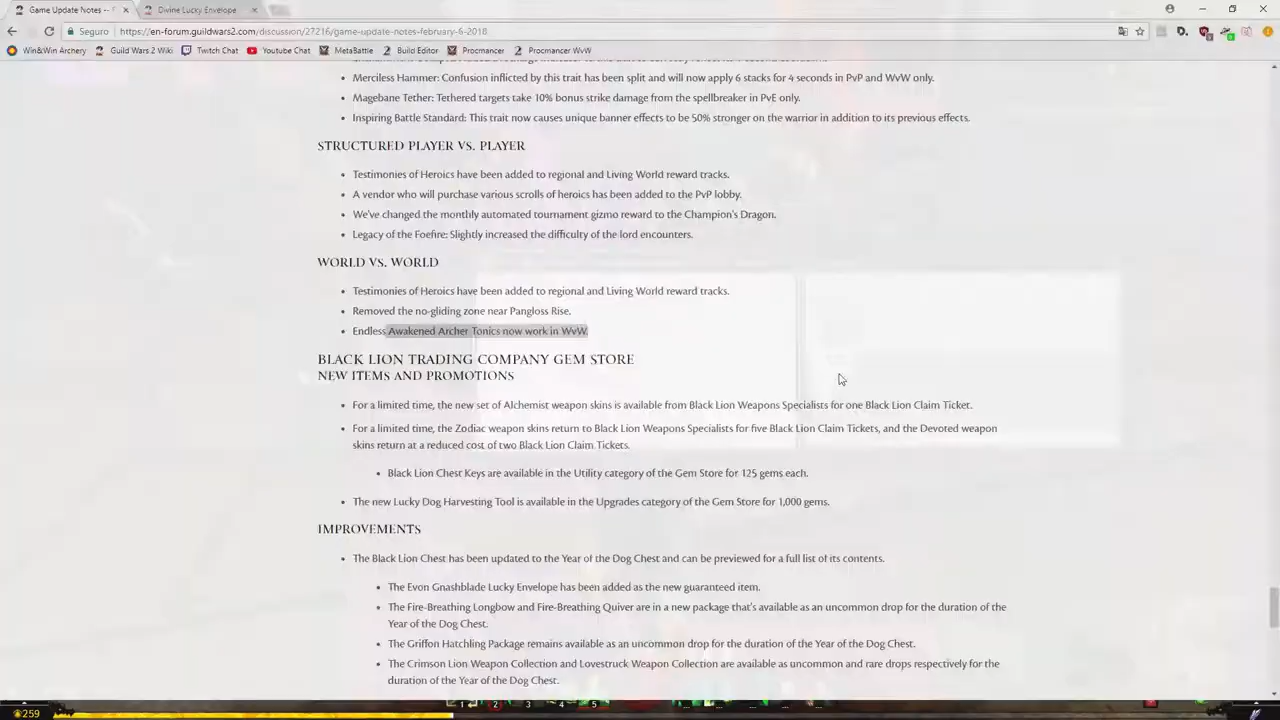 Game Update Notes --
Divine Lucky Envelope
Seguro
https://en-forum.guildwars2.com/discussion/27216/game-update-notes-february-6-2018
Win&Win Archery
Guild Wars 2 Wiki
Twitch Chat
Youtube Chat
MetaBattle
Build Editor
Procmancer
Procmancer WvW
• Merciless Hammer: Confusion inflicted by this trait has been split and will now apply 6 stacks for 4 seconds in PvP and WvW only.
• Magebane Tether: Tethered targets take 10% bonus strike damage from the spellbreaker in PvE only.
• Inspiring Battle Standard: This trait now causes unique banner effects to be 50% stronger on the warrior in addition to its previous effects.
STRUCTURED PLAYER VS. PLAYER
• Testimonies of Heroics have been added to regional and Living World reward tracks.
• A vendor who will purchase various scrolls of heroics has been added to the PvP lobby.
• We've changed the monthly automated tournament gizmo reward to the Champion's Dragon.
• Legacy of the Foefire: Slightly increased the difficulty of the lord encounters.
WORLD VS. WORLD
• Testimonies of Heroics have been added to regional and Living World reward tracks.
• Removed the no-gliding zone near Pangloss Rise.
• Endless Awakened Archer Tonics now work in WvW.
BLACK LION TRADING COMPANY GEM STORE
NEW ITEMS AND PROMOTIONS
• For a limited time, the new set of Alchemist weapon skins is available from Black Lion Weapons Specialists for one Black Lion Claim Ticket.
• For a limited time, the Zodiac weapon skins return to Black Lion Weapons Specialists for five Black Lion Claim Tickets, and the Devoted weapon
skins return at a reduced cost of two Black Lion Claim Tickets.
• Black Lion Chest Keys are available in the Utility category of the Gem Store for 125 gems each.
• The new Lucky Dog Harvesting Tool is available in the Upgrades category of the Gem Store for 1,000 gems.
IMPROVEMENTS
• The Black Lion Chest has been updated to the Year of the Dog Chest and can be previewed for a full list of its contents.
• The Evon Gnashblade Lucky Envelope has been added as the new guaranteed item.
• The Fire-Breathing Longbow and Fire-Breathing Quiver are in a new package that's available as an uncommon drop for the duration of the
Year of the Dog Chest.
• The Griffon Hatchling Package remains available as an uncommon drop for the duration of the Year of the Dog Chest.
• The Crimson Lion Weapon Collection and Lovestruck Weapon Collection are available as uncommon and rare drops respectively for the
duration of the Year of the Dog Chest.
259
1 2 3 4 5